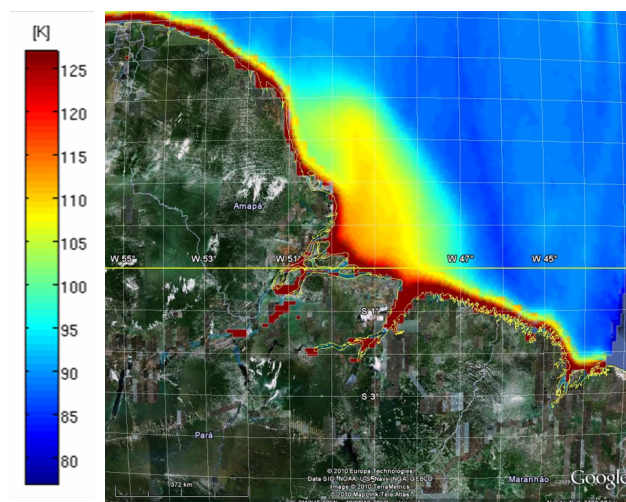 [K]
125
120
115
110
105
100
95
90
85
80
Amapá
W 55°
W 53°
W 51°
W 47°
W 45°
S 1°
S 3°
Pará
372 km
© 2010 Europa Technologies
Data SIO, NOAA, U.S. Navy, NGA, GEBCO
Image © 2010 TerraMetrics
© 2010 MapLink/Tele Atlas
Maranhão
Google